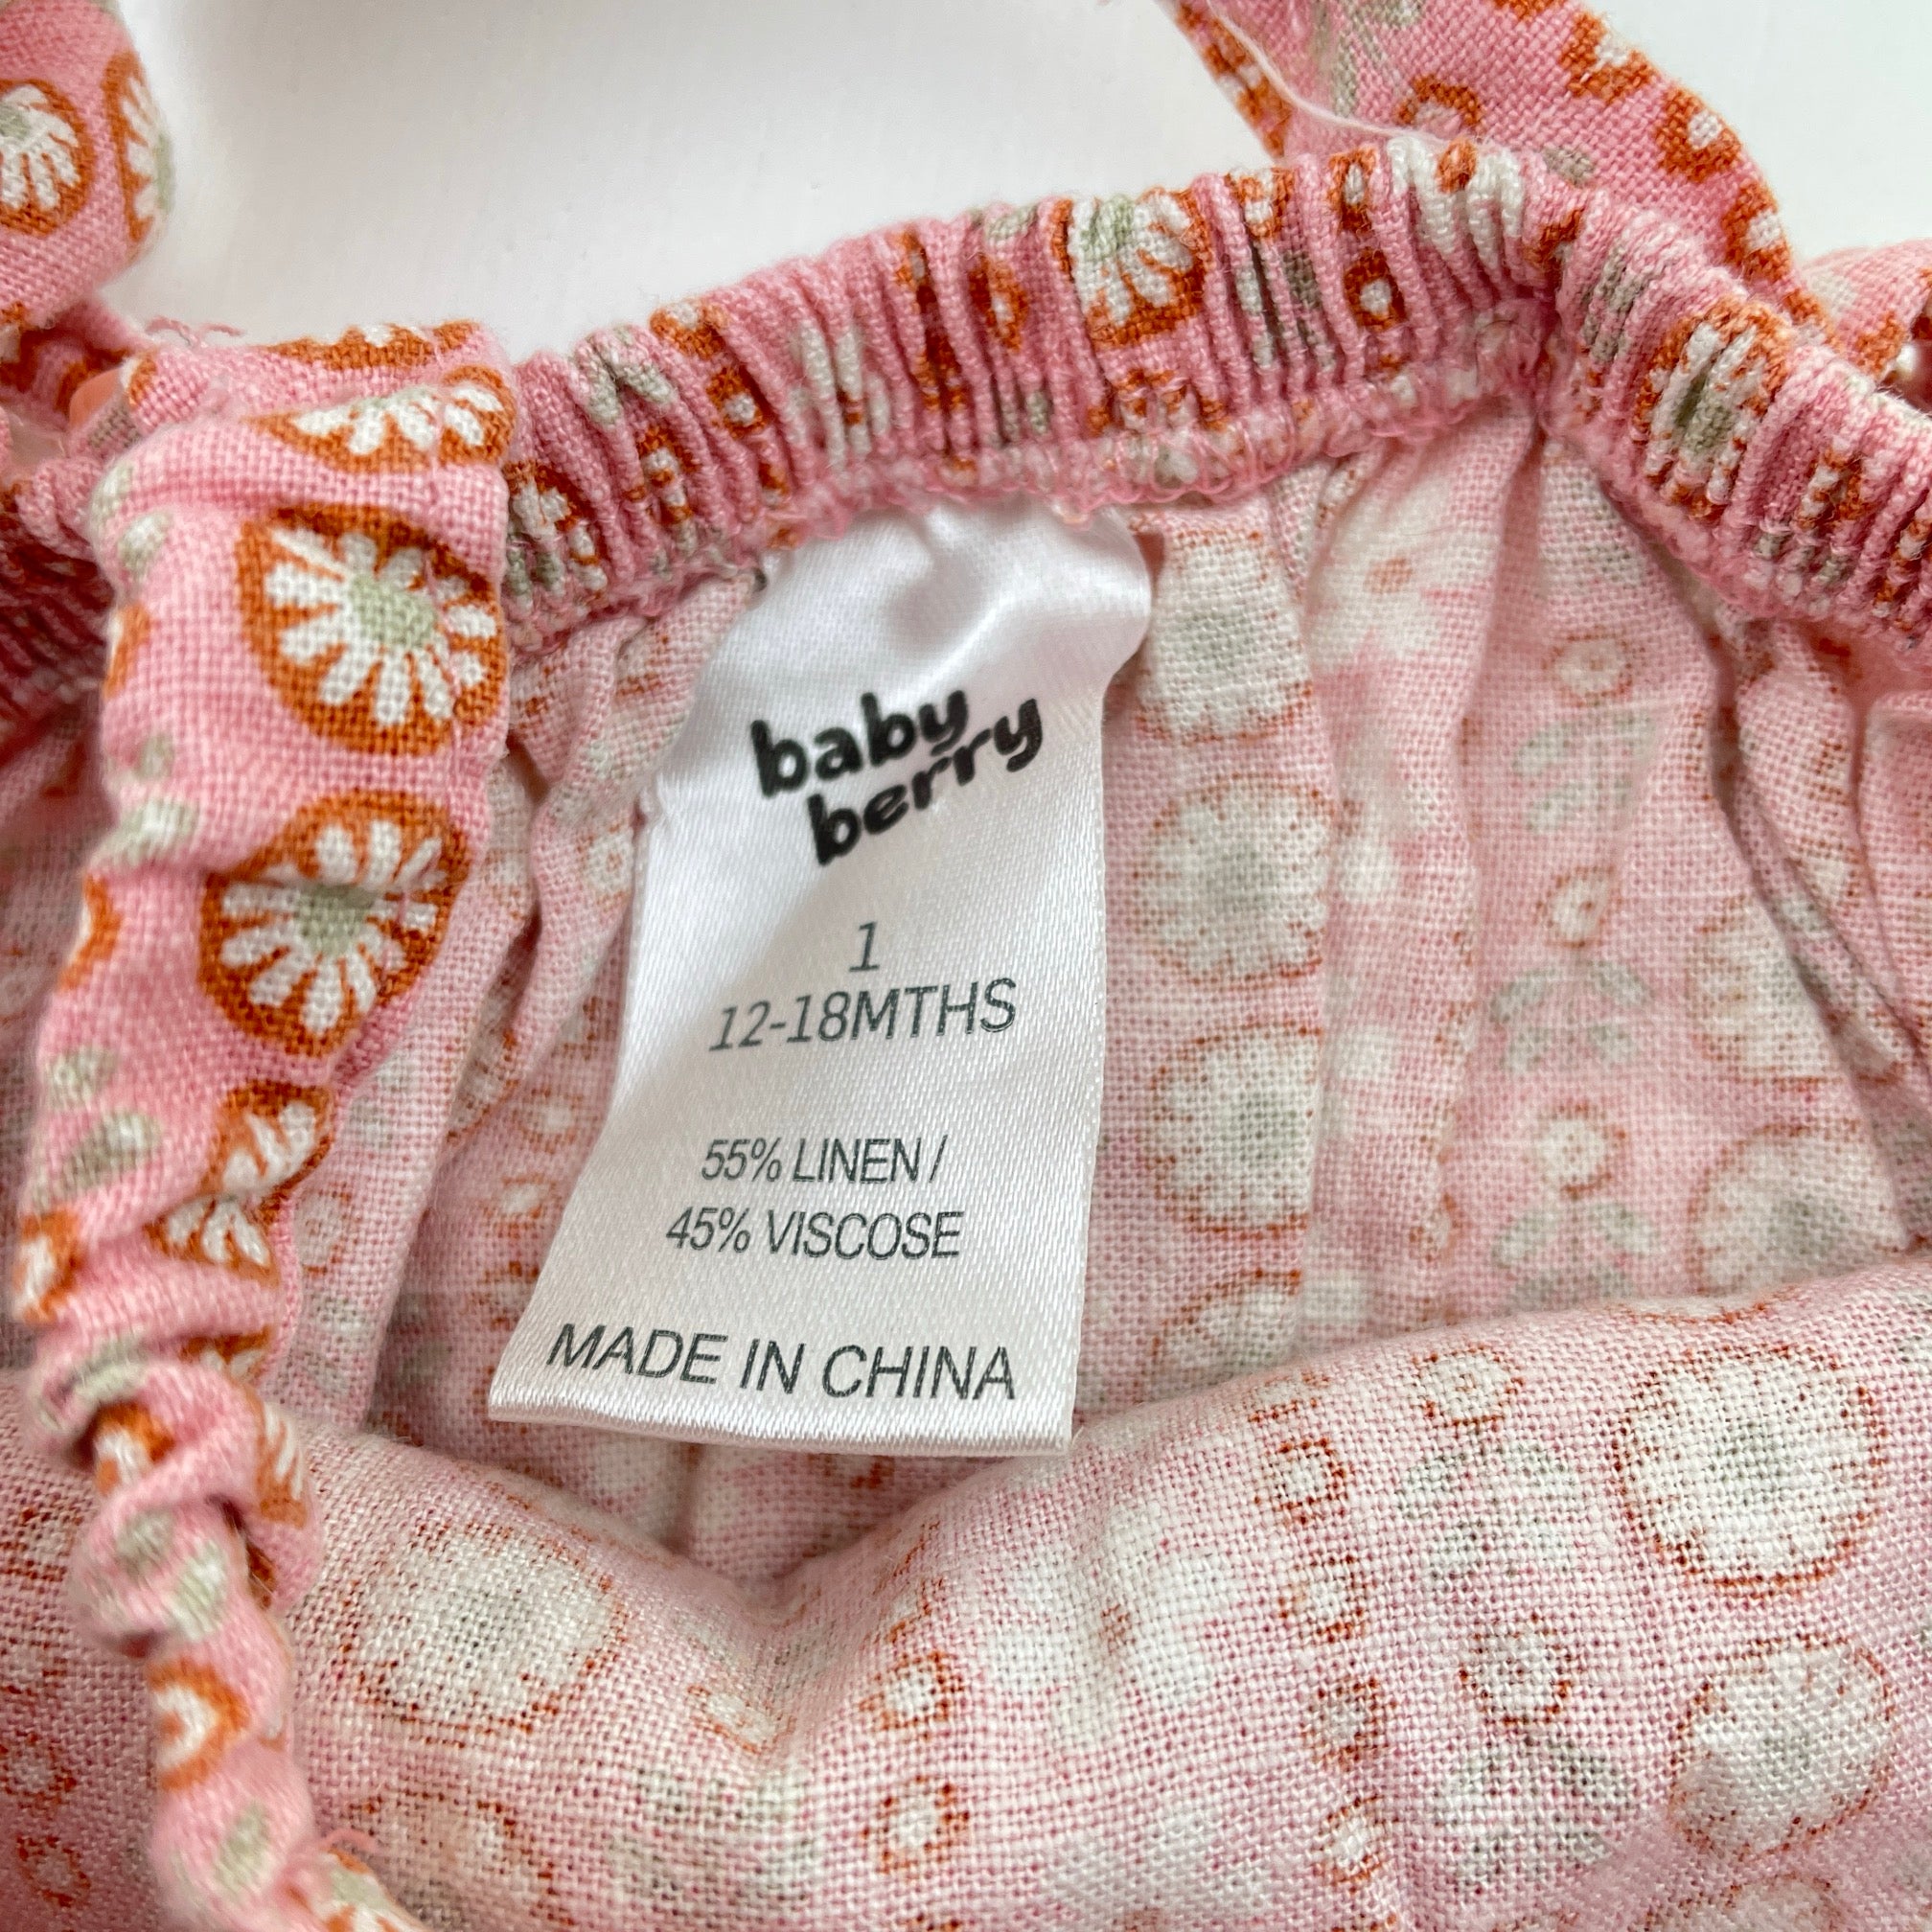 baby
berry
1
12-18MTHS
55% LINEN /
45% VISCOSE
MADE IN CHINA